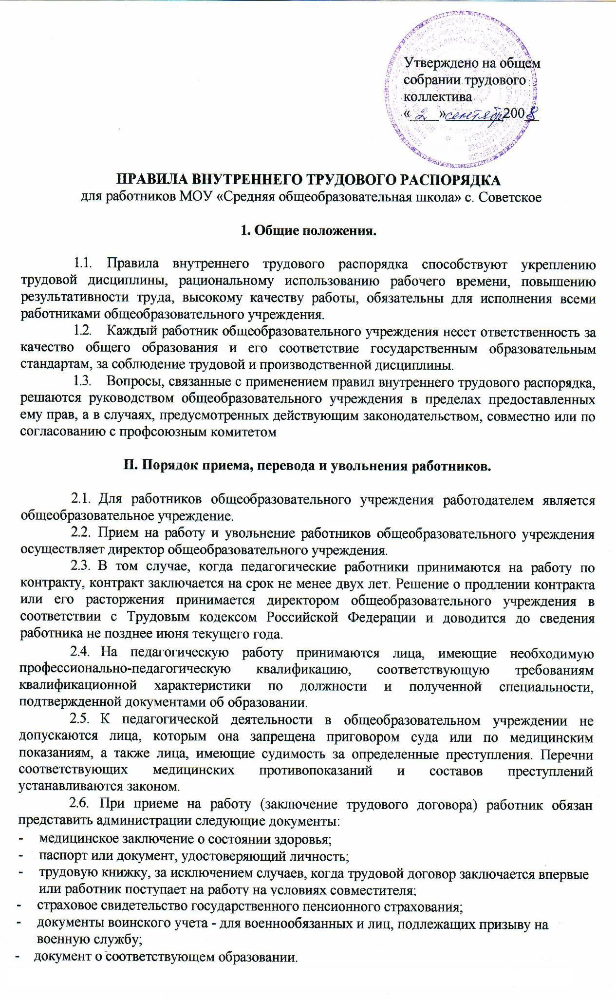 Утверждено на общем
собрании трудового
коллектива
« 2 » сентября 2008
ПРАВИЛА ВНУТРЕННЕГО ТРУДОВОГО РАСПОРЯДКА
для работников МОУ «Средняя общеобразовательная школа» с. Советское
1. Общие положения.
1.1. Правила внутреннего трудового распорядка способствуют укреплению
трудовой дисциплины, рациональному использованию рабочего времени, повышению
результативности труда, высокому качеству работы, обязательны для исполнения всеми
работниками общеобразовательного учреждения.
1.2. Каждый работник общеобразовательного учреждения несет ответственность за
качество общего образования и его соответствие государственным образовательным
стандартам, за соблюдение трудовой и производственной дисциплины.
1.3. Вопросы, связанные с применением правил внутреннего трудового распорядка,
решаются руководством общеобразовательного учреждения в пределах предоставленных
ему прав, а в случаях, предусмотренных действующим законодательством, совместно или по
согласованию с профсоюзным комитетом
П. Порядок приема, перевода и увольнения работников.
2.1. Для работников общеобразовательного учреждения работодателем является
общеобразовательное учреждение.
2.2. Прием на работу и увольнение работников общеобразовательного учреждения
осуществляет директор общеобразовательного учреждения.
2.3. В том случае, когда педагогические работники принимаются на работу по
контракту, контракт заключается на срок не менее двух лет. Решение о продлении контракта
или его расторжения принимается директором общеобразовательного учреждения в
соответствии с Трудовым кодексом Российской Федерации и доводится до сведения
работника не позднее июня текущего года.
2.4. На педагогическую работу принимаются лица, имеющие необходимую
профессионально-педагогическую квалификацию, соответствующую требованиям
квалификационной характеристики по должности и полученной специальности,
подтвержденной документами об образовании.
2.5. К педагогической деятельности в общеобразовательном учреждении не
допускаются лица, которым она запрещена приговором суда или по медицинским
показаниям, а также лица, имеющие судимость за определенные преступления. Перечни
соответствующих медицинских противопоказаний и составов преступлений
устанавливаются законом.
2.6. При приеме на работу (заключение трудового договора) работник обязан
представить администрации следующие документы:
- медицинское заключение о состоянии здоровья;
- паспорт или документ, удостоверяющий личность;
- трудовую книжку, за исключением случаев, когда трудовой договор заключается впервые
или работник поступает на работу на условиях совместителя;
- страховое свидетельство государственного пенсионного страхования;
- документы воинского учета - для военнообязанных и лиц, подлежащих призыву на
военную службу;
- документ о соответствующем образовании.